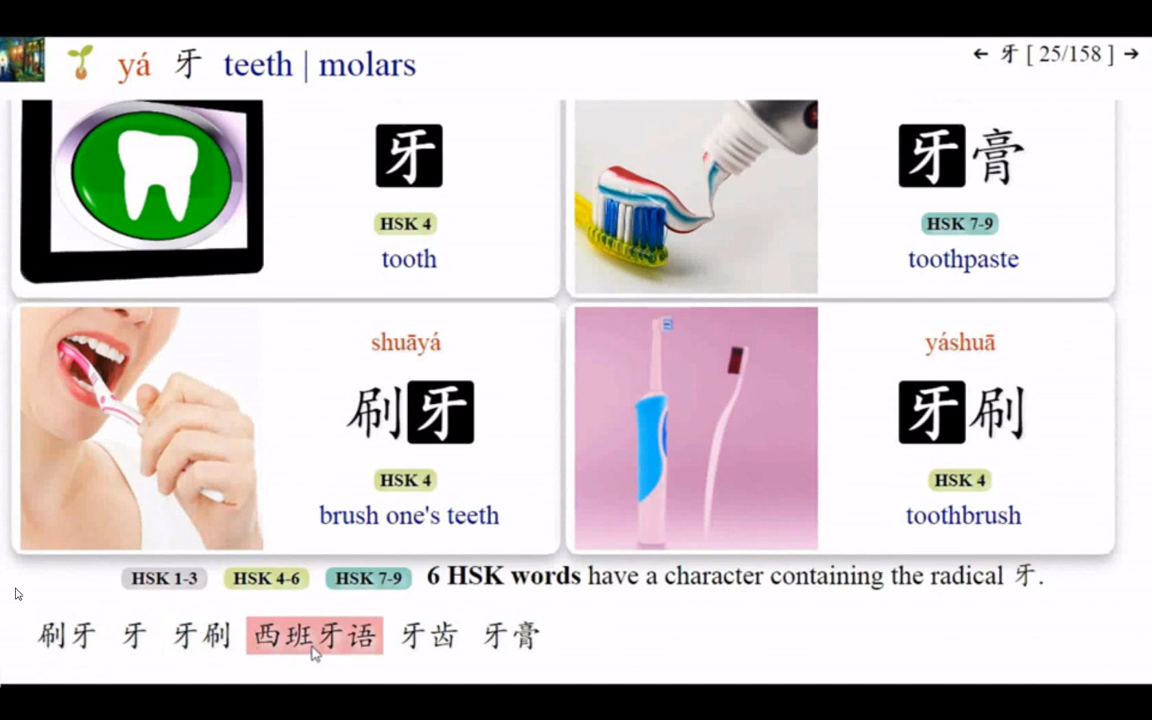 yá 牙 teeth | molars
← 牙 [ 25/158 ] →
牙
HSK 4
tooth
牙膏
HSK 7-9
toothpaste
shuāyá
刷牙
HSK 4
brush one's teeth
yáshuā
牙刷
HSK 4
toothbrush
HSK 1-3 HSK 4-6 HSK 7-9 6 HSK words have a character containing the radical 牙.
刷牙 牙 牙刷 西班牙语 牙齿 牙膏